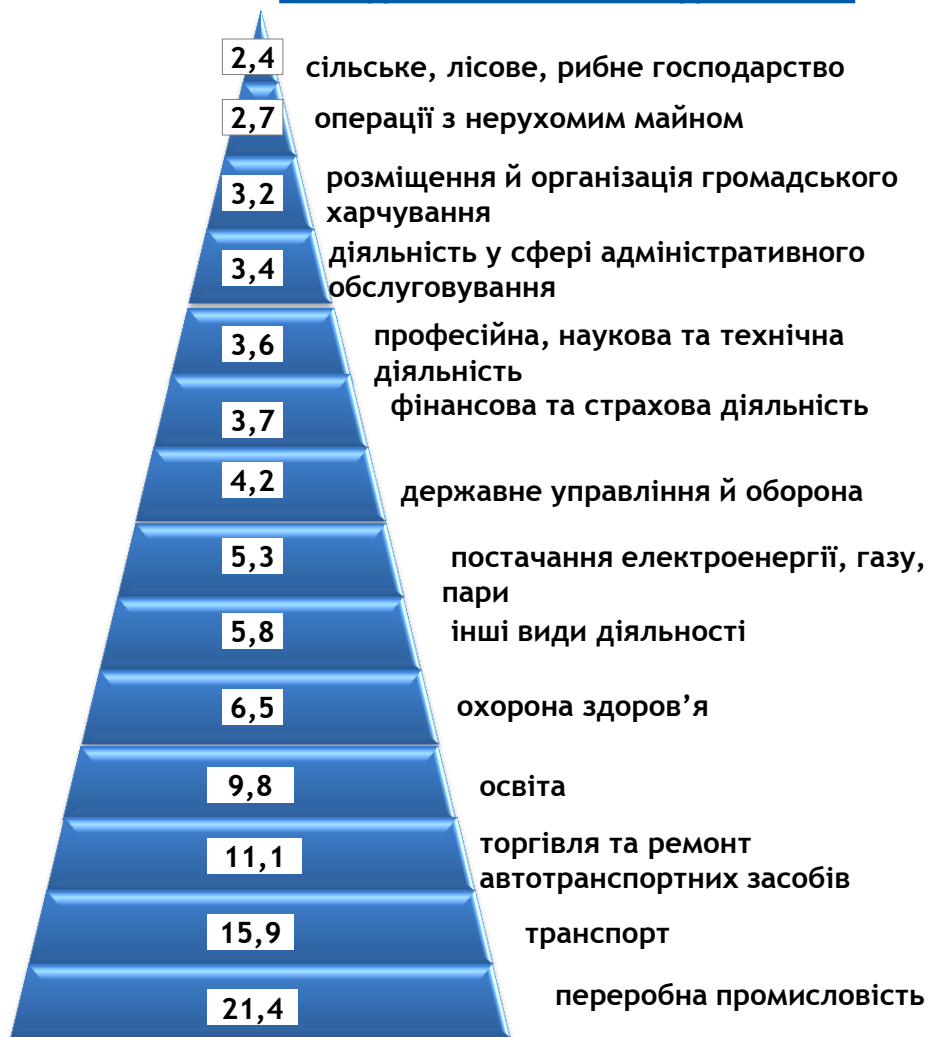 2,4
сільське, лісове, рибне господарство
2,7
операції з нерухомим майном
3,2
розміщення й організація громадського
харчування
3,4
діяльність у сфері адміністративного
обслуговування
3,6
професійна, наукова та технічна
діяльність
3,7
фінансова та страхова діяльність
4,2
державне управління й оборона
5,3
постачання електроенергії, газу,
пари
5,8
інші види діяльності
6,5
охорона здоров’я
9,8
освіта
11,1
торгівля та ремонт
автотранспортних засобів
15,9
транспорт
21,4
переробна промисловість